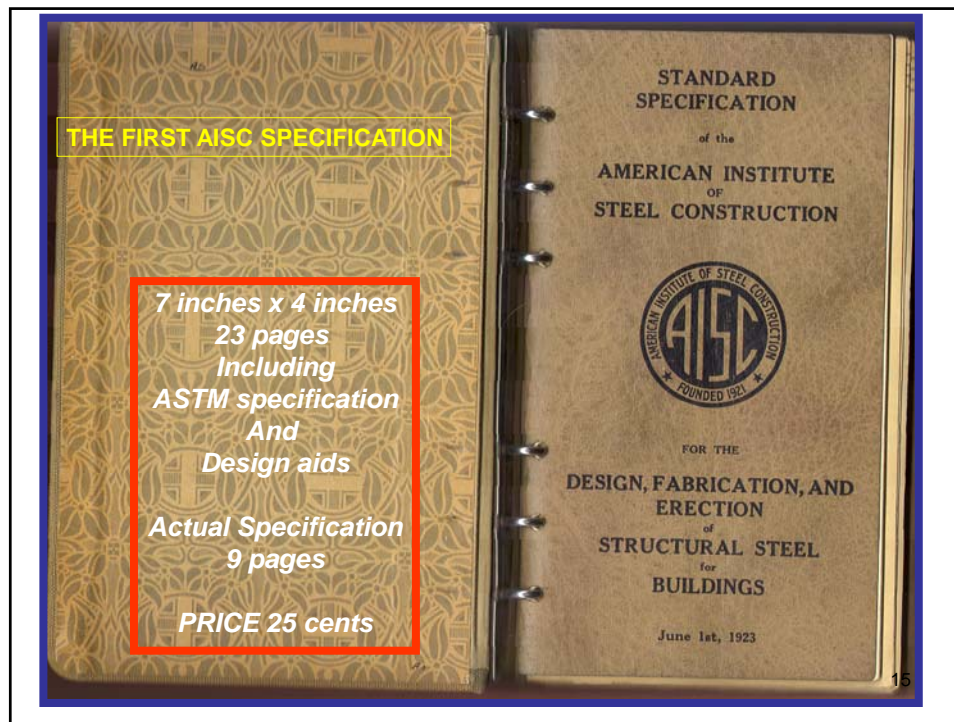 THE FIRST AISC SPECIFICATION
7 inches x 4 inches
23 pages
Including
ASTM specification
And
Design aids
Actual Specification
9 pages
PRICE 25 cents
STANDARD
SPECIFICATION
of the
AMERICAN INSTITUTE
OF
STEEL CONSTRUCTION
AMERICAN INSTITUTE OF STEEL CONSTRUCTION
AISC
FOUNDED 1921
FOR THE
DESIGN, FABRICATION, AND
ERECTION
of
STRUCTURAL STEEL
for
BUILDINGS
June 1st, 1923
15